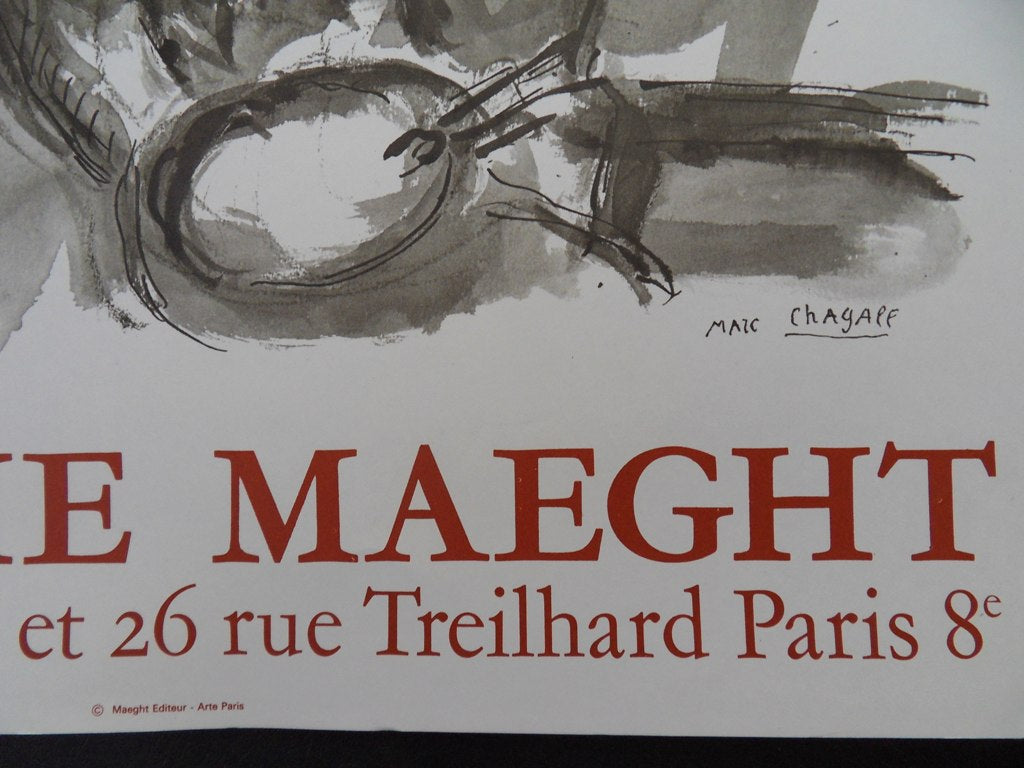 Marc Chagall
IE MAEGHT
et 26 rue Treilhard Paris 8e
© Maeght Editeur - Arte Paris